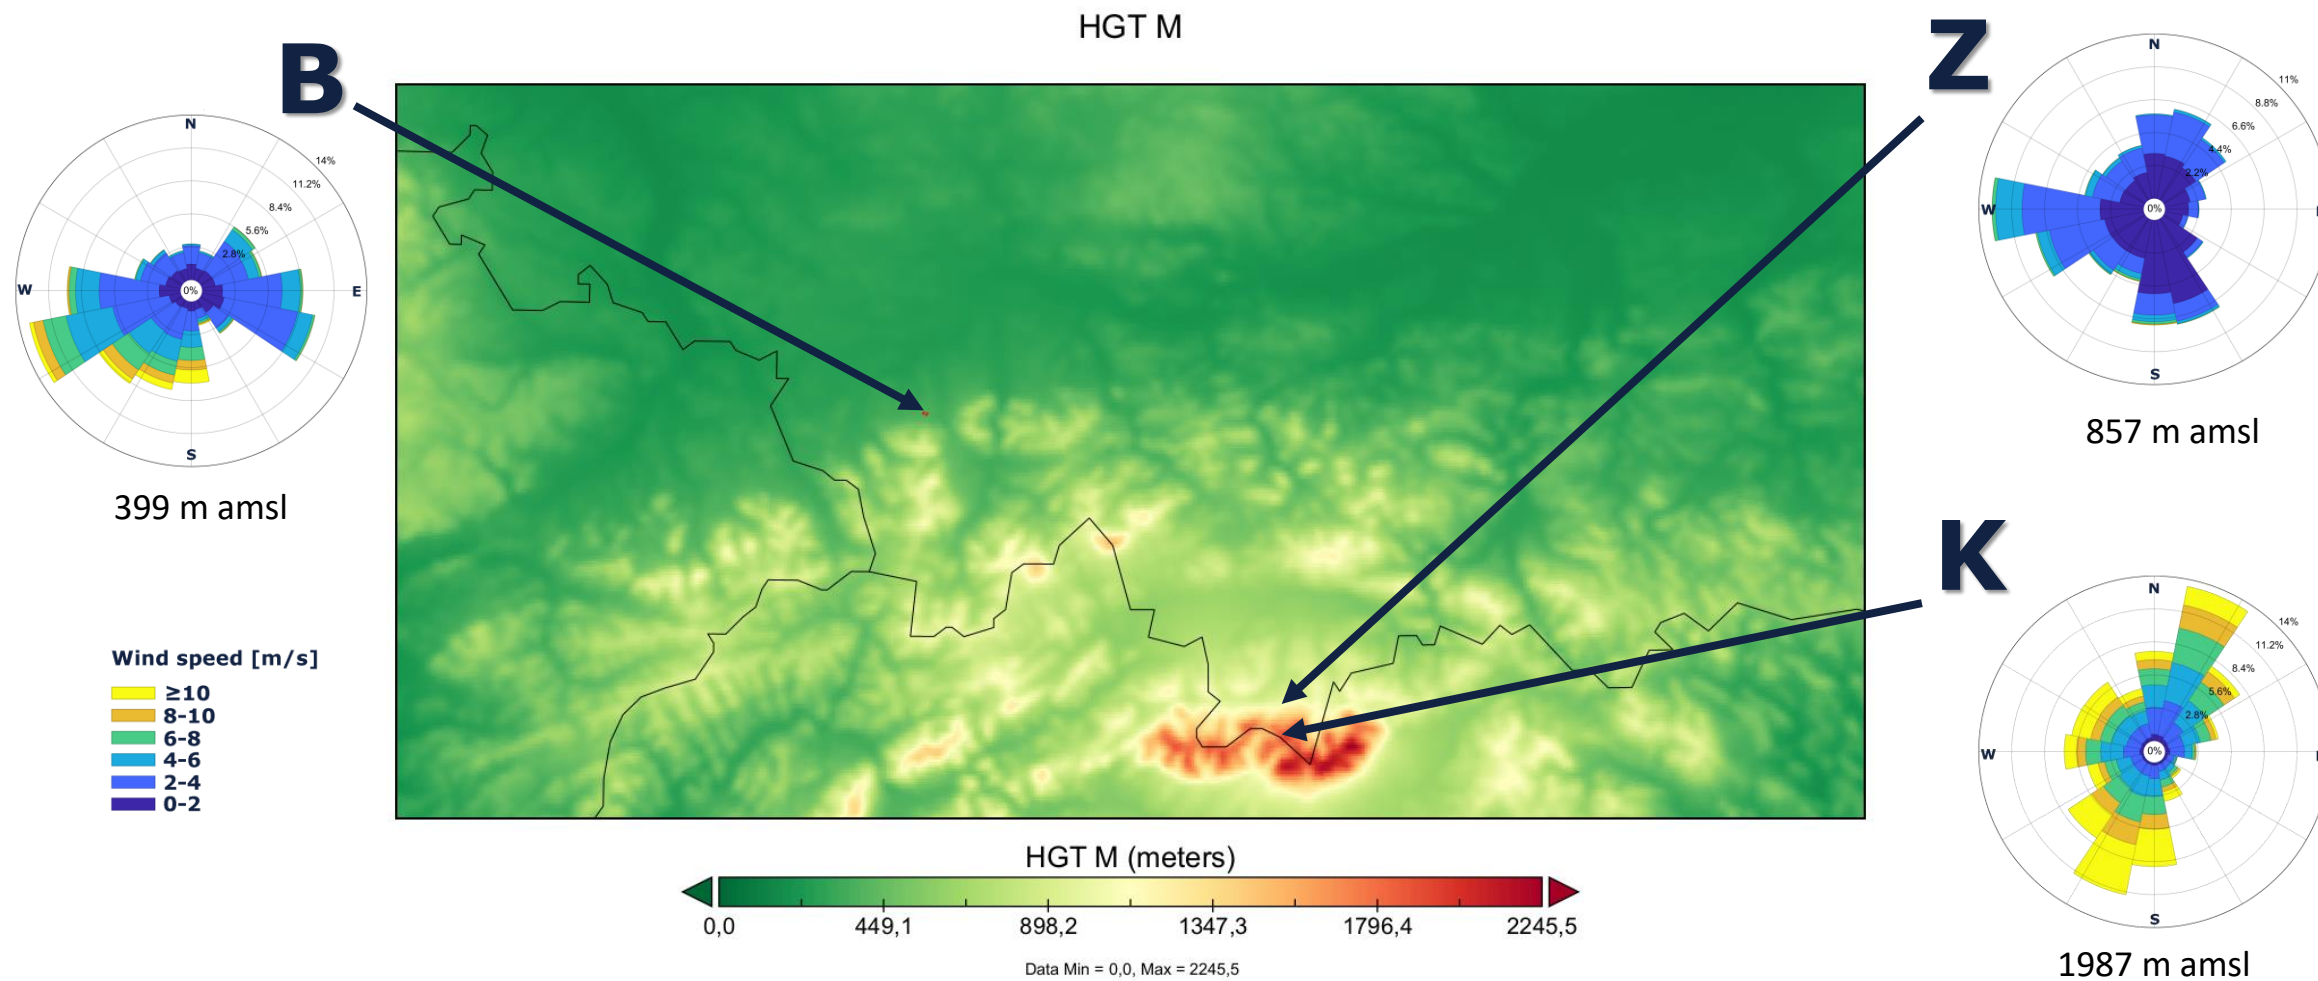 HGT M
B
N
14%
11.2%
8.4%
5.6%
2.8%
0%
W
E
S
399 m amsl
Z
N
11%
8.8%
6.6%
4.4%
2.2%
0%
W
S
857 m amsl
K
N
14%
11.2%
8.4%
5.6%
2.8%
0%
W
S
1987 m amsl
Wind speed [m/s]
≥10
8-10
6-8
4-6
2-4
0-2
HGT M (meters)
0,0 449,1 898,2 1347,3 1796,4 2245,5
Data Min = 0,0, Max = 2245,5